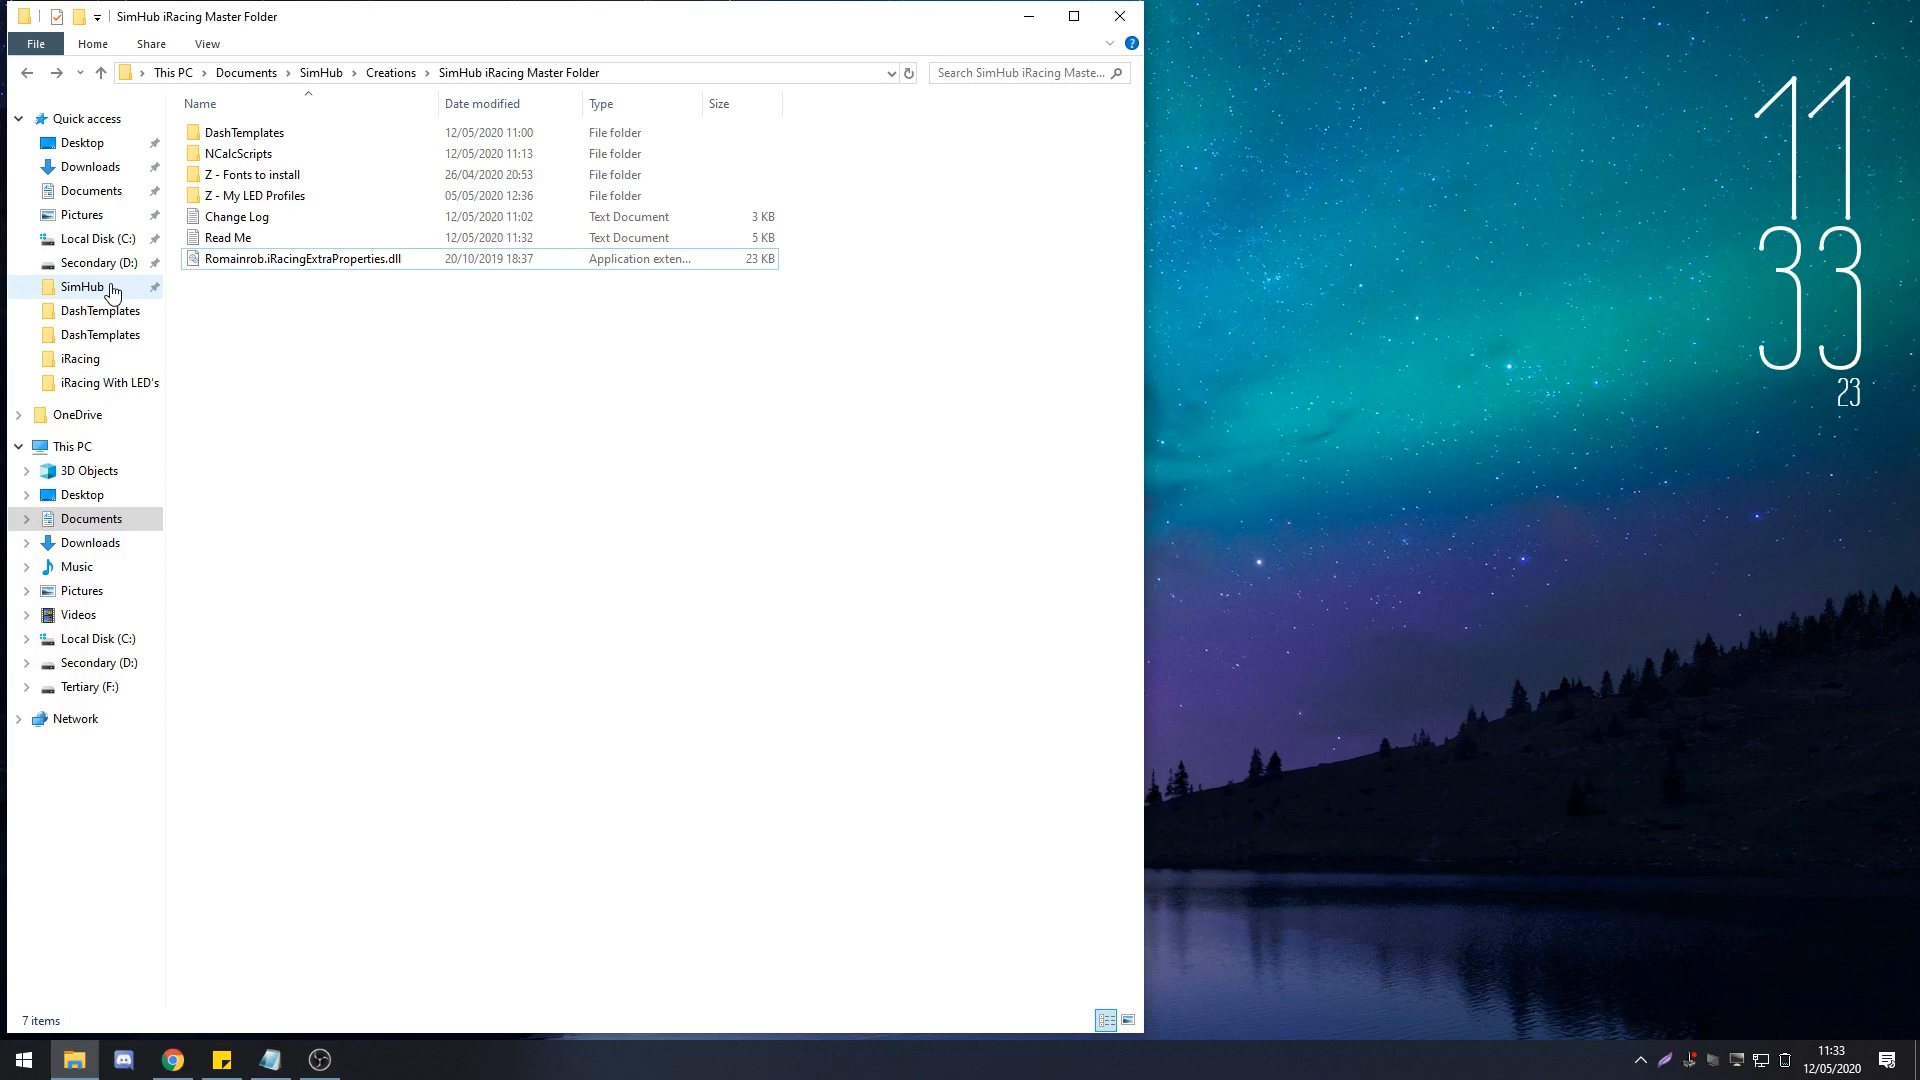 SimHub iRacing Master Folder
File Home Share View
This PC Documents SimHub Creations SimHub iRacing Master Folder Search SimHub iRacing Maste...
Name Date modified Type Size
DashTemplates 12/05/2020 11:00 File folder
NCalcScripts 12/05/2020 11:13 File folder
Z - Fonts to install 26/04/2020 20:53 File folder
Z - My LED Profiles 05/05/2020 12:36 File folder
Change Log 12/05/2020 11:02 Text Document 3 KB
Read Me 12/05/2020 11:32 Text Document 5 KB
Romainrob.iRacingExtraProperties.dll 20/10/2019 18:37 Application exten... 23 KB
Quick access
Desktop
Downloads
Documents
Pictures
Local Disk (C:)
Secondary (D:)
SimHub
DashTemplates
DashTemplates
iRacing
iRacing With LED's
OneDrive
This PC
3D Objects
Desktop
Documents
Downloads
Music
Pictures
Videos
Local Disk (C:)
Secondary (D:)
Tertiary (F:)
Network
7 items
11
33
23
11:33
12/05/2020